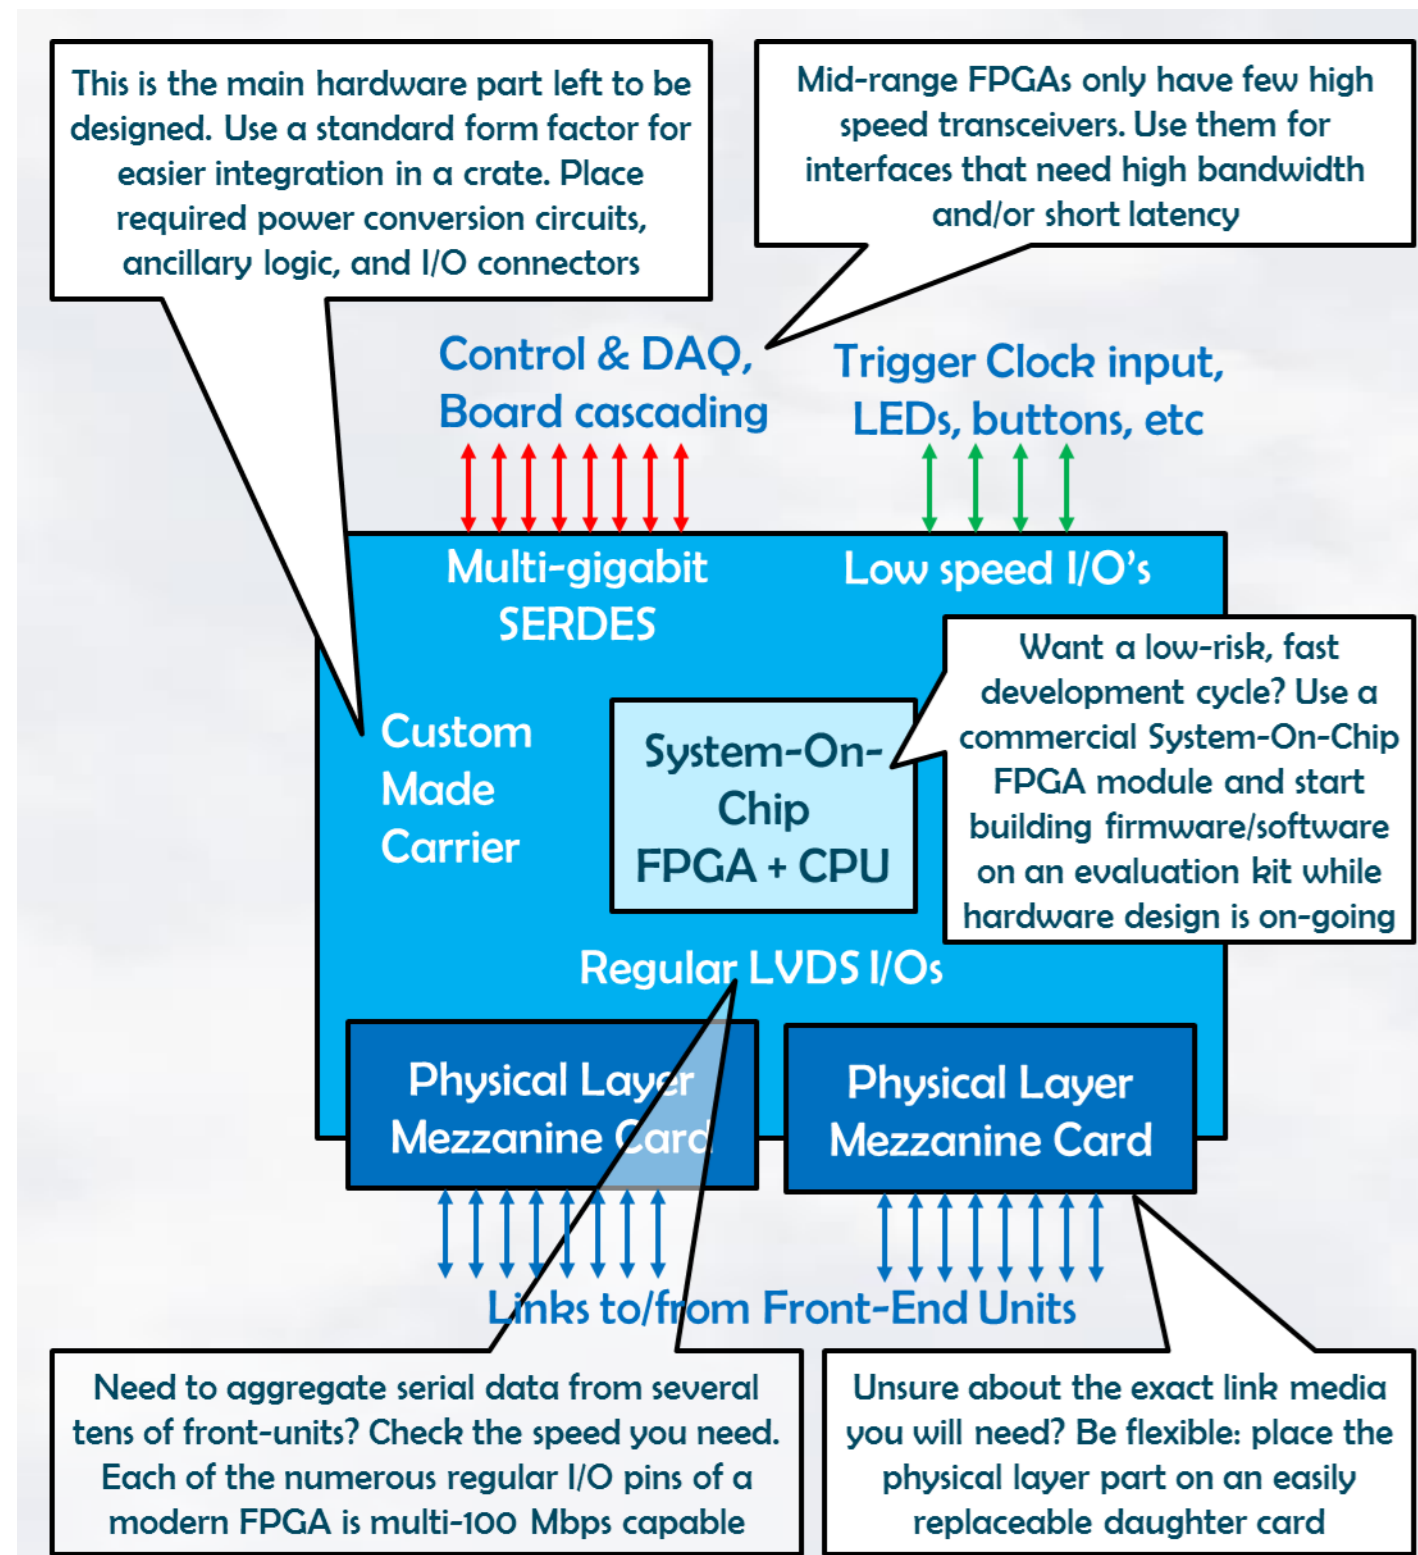 This is the main hardware part left to be
designed. Use a standard form factor for
easier integration in a crate. Place
required power conversion circuits,
ancillary logic, and I/O connectors
Mid-range FPGAs only have few high
speed transceivers. Use them for
interfaces that need high bandwidth
and/or short latency
Control & DAQ,
Board cascading
Trigger Clock input,
LEDs, buttons, etc
Multi-gigabit
SERDES
Low speed I/O's
Custom
Made
Carrier
System-On-
Chip
FPGA + CPU
Want a low-risk, fast
development cycle? Use a
commercial System-On-Chip
FPGA module and start
building firmware/software
on an evaluation kit while
hardware design is on-going
Regular LVDS I/Os
Physical Layer
Mezzanine Card
Physical Layer
Mezzanine Card
Links to/from Front-End Units
Need to aggregate serial data from several
tens of front-units? Check the speed you need.
Each of the numerous regular I/O pins of a
modern FPGA is multi-100 Mbps capable
Unsure about the exact link media
you will need? Be flexible: place the
physical layer part on an easily
replaceable daughter card